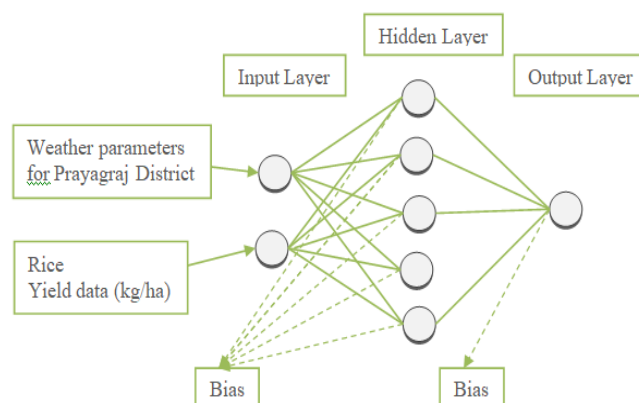 Hidden Layer
Input Layer
Output Layer
Weather parameters
for Prayagraj District
Rice
Yield data (kg/ha)
Bias
Bias